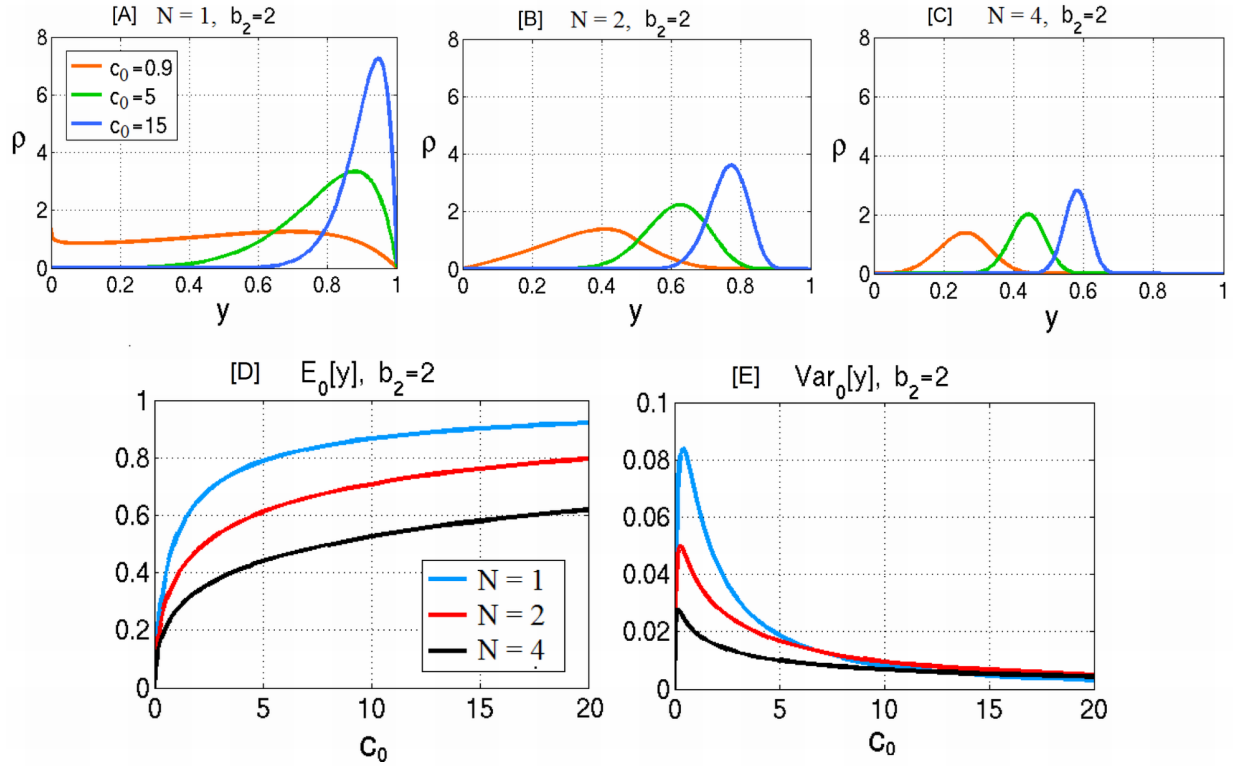 [A] N = 1, b₂=2
8
6
4
2
0
ρ
c₀=0.9
c₀=5
c₀=15
0 0.2 0.4 0.6 0.8 1
y
[B] N = 2, b₂=2
8
6
4
2
0
ρ
0 0.2 0.4 0.6 0.8 1
y
[C] N = 4, b₂=2
8
6
4
2
0
ρ
0 0.2 0.4 0.6 0.8 1
y
[D] E₀[y], b₂=2
1
0.8
0.6
0.4
0.2
0
N = 1
N = 2
N = 4
0 5 10 15 20
c₀
[E] Var₀[y], b₂=2
0.1
0.08
0.06
0.04
0.02
0
0 5 10 15 20
c₀